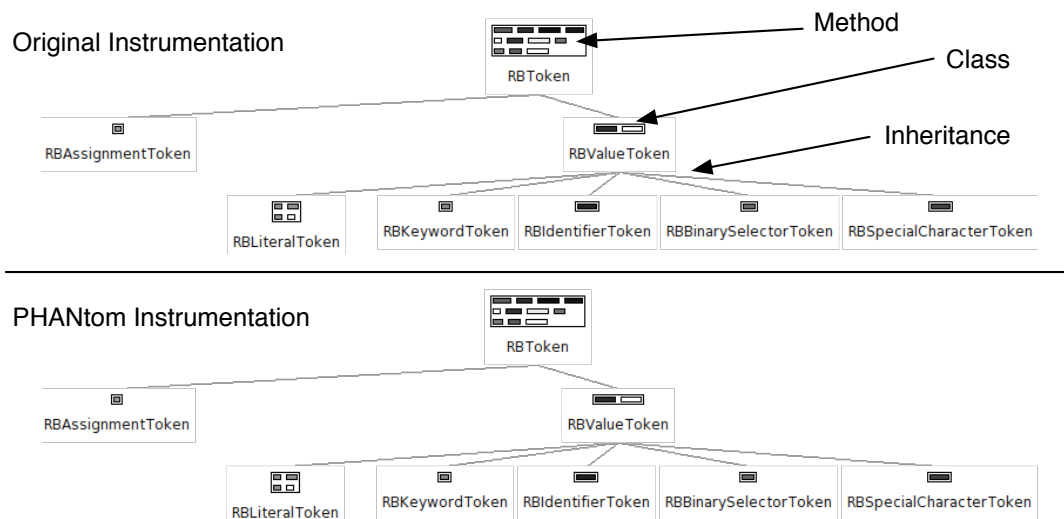 Original Instrumentation
Method
Class
Inheritance
RBToken
RBAssignmentToken
RBValueToken
RBLiteralToken
RBKeywordToken
RBIdentifierToken
RBBinarySelectorToken
RBSpecialCharacterToken
PHANtom Instrumentation
RBToken
RBAssignmentToken
RBValueToken
RBLiteralToken
RBKeywordToken
RBIdentifierToken
RBBinarySelectorToken
RBSpecialCharacterToken